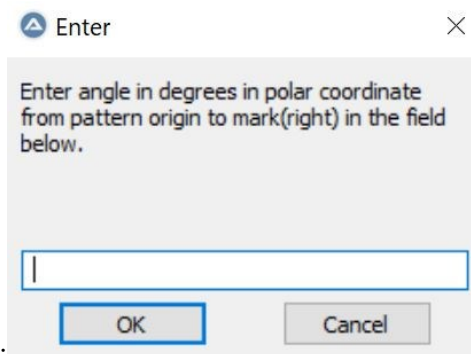 Enter
Enter angle in degrees in polar coordinate
from pattern origin to mark(right) in the field
below.
OK Cancel
.